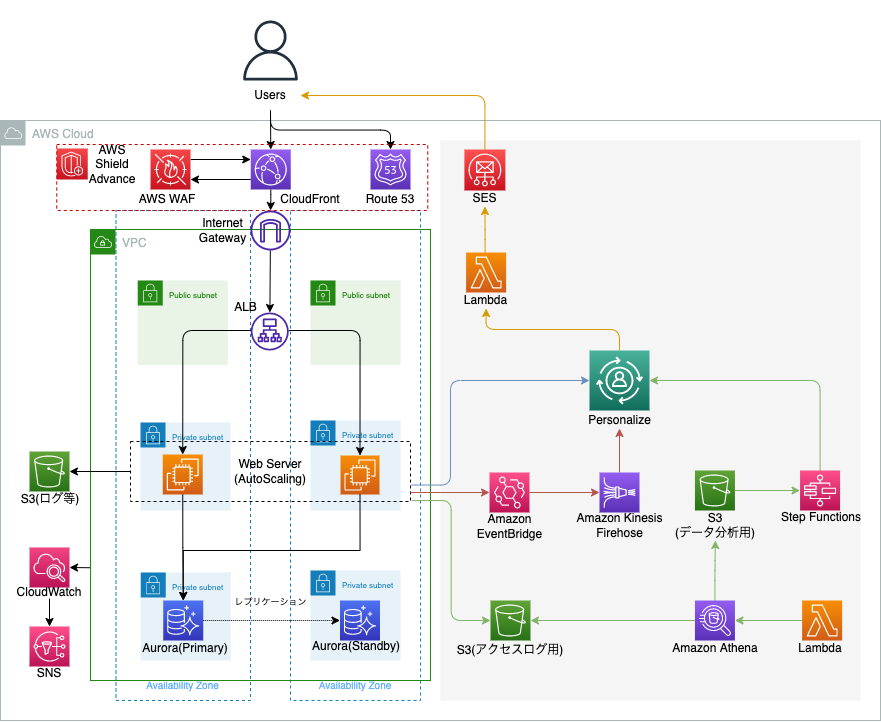 Users
AWS Cloud
AWS
Shield
Advance
AWS WAF
CloudFront
53
Route 53
Internet
Gateway
VPC
Public subnet
Public subnet
ALB
Private subnet
Private subnet
Web Server
(AutoScaling)
S3(ログ等)
CloudWatch
SNS
Private subnet
Private subnet
レプリケーション
Aurora(Primary)
Aurora(Standby)
Availability Zone
Availability Zone
SES
Lambda
Personalize
Amazon
EventBridge
Amazon Kinesis
Firehose
S3
(データ分析用)
Step Functions
S3(アクセスログ用)
Amazon Athena
Lambda